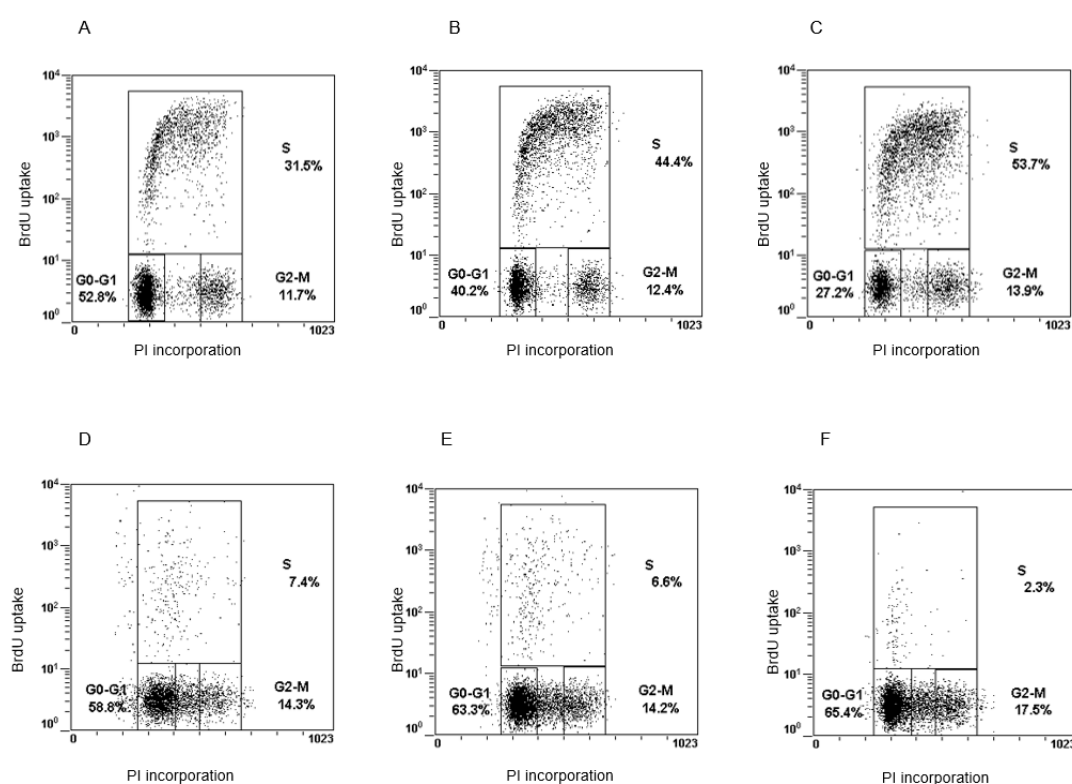 A
B
C
10⁴
10³
10²
10¹
10⁰
BrdU uptake
S
31.5%
G0-G1
52.8%
G2-M
11.7%
0
1023
PI incorporation
10⁴
10³
10²
10¹
10⁰
BrdU uptake
S
44.4%
G0-G1
40.2%
G2-M
12.4%
0
1023
PI incorporation
10⁴
10³
10²
10¹
10⁰
BrdU uptake
S
53.7%
G0-G1
27.2%
G2-M
13.9%
0
1023
PI incorporation
D
E
F
10⁴
10³
10²
10¹
10⁰
BrdU uptake
S
7.4%
G0-G1
58.8%
G2-M
14.3%
0
1023
PI incorporation
10⁴
10³
10²
10¹
10⁰
BrdU uptake
S
6.6%
G0-G1
63.3%
G2-M
14.2%
0
1023
PI incorporation
10⁴
10³
10²
10¹
10⁰
BrdU uptake
S
2.3%
G0-G1
65.4%
G2-M
17.5%
0
1023
PI incorporation